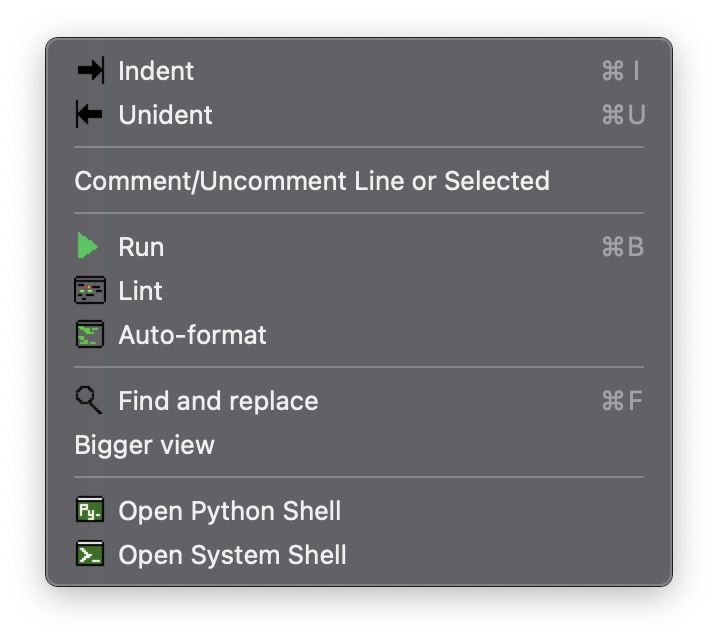 Indent ⌘ I
Unident ⌘ U
Comment/Uncomment Line or Selected
Run ⌘ B
Lint
Auto-format
Find and replace ⌘ F
Bigger view
Py- Open Python Shell
>_ Open System Shell